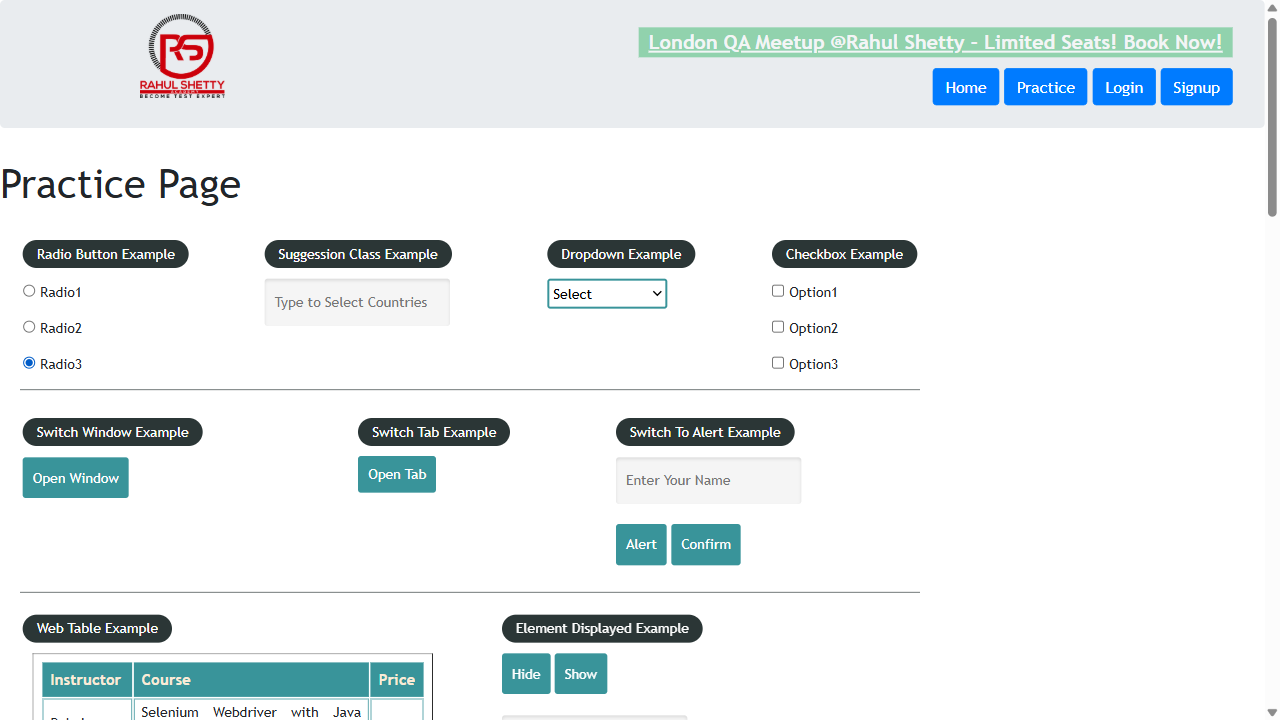 RS
RAHUL SHETTY
ACADEMY
BECOME TEST EXPERT
London QA Meetup @Rahul Shetty - Limited Seats! Book Now!
Home Practice Login Signup
Practice Page
Radio Button Example
Radio1
Radio2
Radio3
Suggession Class Example
Type to Select Countries
Dropdown Example
Select
Checkbox Example
Option1
Option2
Option3
Switch Window Example
Open Window
Switch Tab Example
Open Tab
Switch To Alert Example
Enter Your Name
Alert Confirm
Web Table Example
Instructor Course Price
Selenium Webdriver with Java
Element Displayed Example
Hide Show